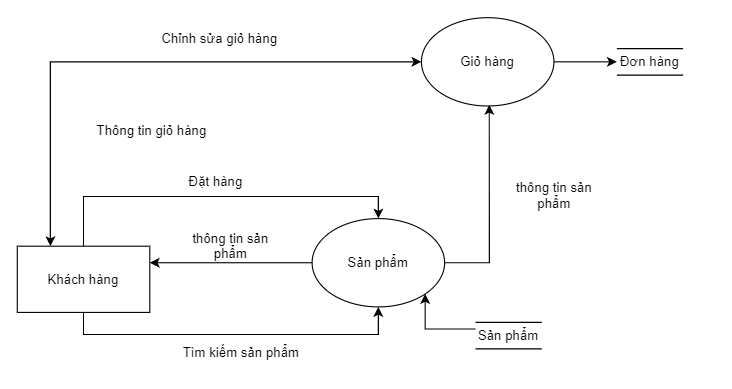 Chỉnh sửa giỏ hàng
Giỏ hàng
Đơn hàng
Thông tin giỏ hàng
Đặt hàng
thông tin sản
phẩm
thông tin sản
phẩm
Sản phẩm
Khách hàng
Sản phẩm
Tìm kiếm sản phẩm